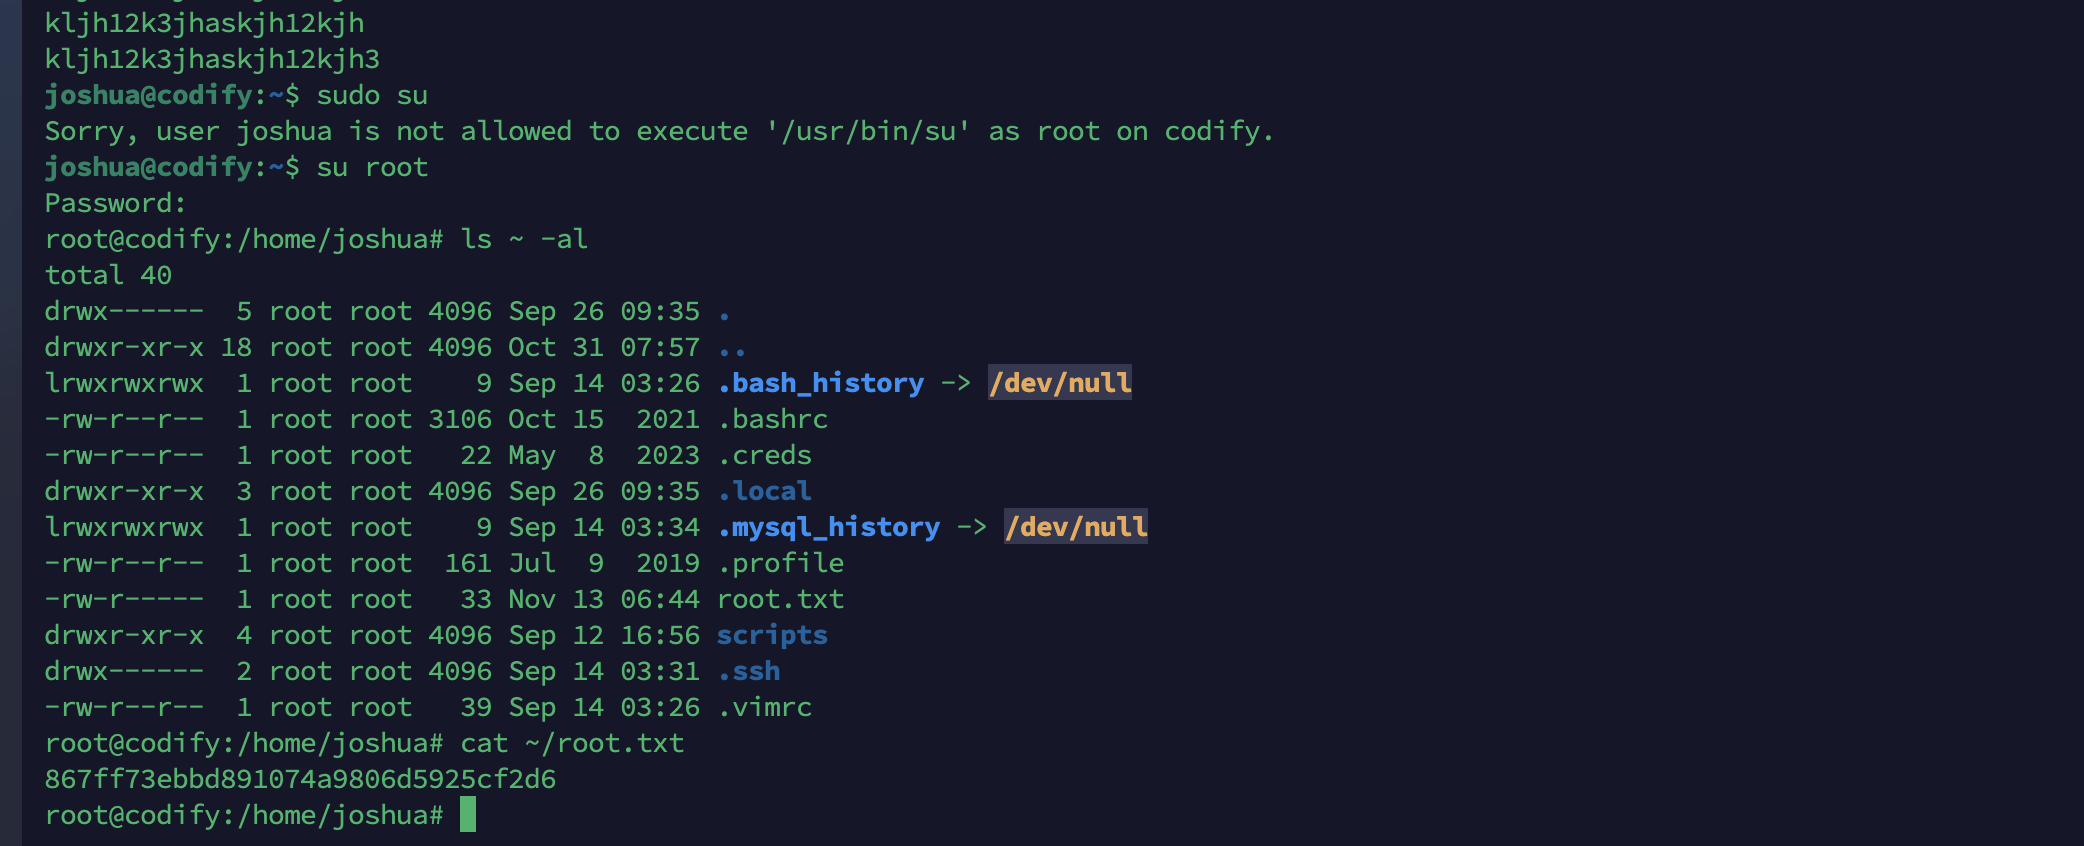 kljh12k3jhaskjh12kjh
kljh12k3jhaskjh12kjh3
joshua@codify:~$ sudo su
Sorry, user joshua is not allowed to execute '/usr/bin/su' as root on codify.
joshua@codify:~$ su root
Password:
root@codify:/home/joshua# ls ~ -al
total 40
drwx------  5 root root 4096 Sep 26 09:35 .
drwxr-xr-x 18 root root 4096 Oct 31 07:57 ..
lrwxrwxrwx  1 root root    9 Sep 14 03:26 .bash_history -> /dev/null
-rw-r--r--  1 root root 3106 Oct 15  2021 .bashrc
-rw-r--r--  1 root root   22 May  8  2023 .creds
drwxr-xr-x  3 root root 4096 Sep 26 09:35 .local
lrwxrwxrwx  1 root root    9 Sep 14 03:34 .mysql_history -> /dev/null
-rw-r--r--  1 root root  161 Jul  9  2019 .profile
-rw-r-----  1 root root   33 Nov 13 06:44 root.txt
drwxr-xr-x  4 root root 4096 Sep 12 16:56 scripts
drwx------  2 root root 4096 Sep 14 03:31 .ssh
-rw-r--r--  1 root root   39 Sep 14 03:26 .vimrc
root@codify:/home/joshua# cat ~/root.txt
867ff73ebbd891074a9806d5925cf2d6
root@codify:/home/joshua#